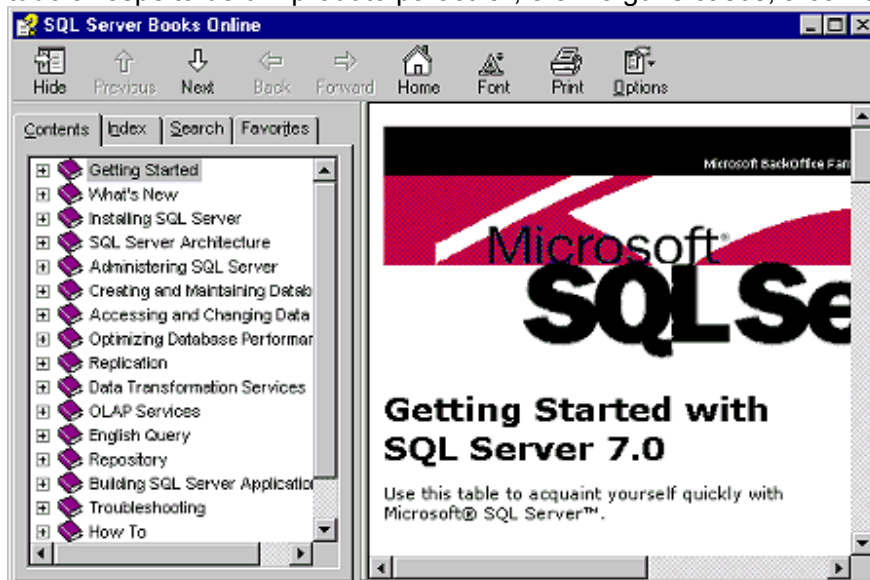 SQL Server Books Online
Hide Previous Next Back Forward Home Font Print Options
Contents Index Search Favorites
Getting Started
What's New
Installing SQL Server
SQL Server Architecture
Administering SQL Server
Creating and Maintaining Datab
Accessing and Changing Data
Optimizing Database Performan
Replication
Data Transformation Services
OLAP Services
English Query
Repository
Building SQL Server Applicatio
Troubleshooting
How To
Microsoft BackOffice Fam
Microsoft®
SQL Se
Getting Started with
SQL Server 7.0
Use this table to acquaint yourself quickly with
Microsoft® SQL Server™.